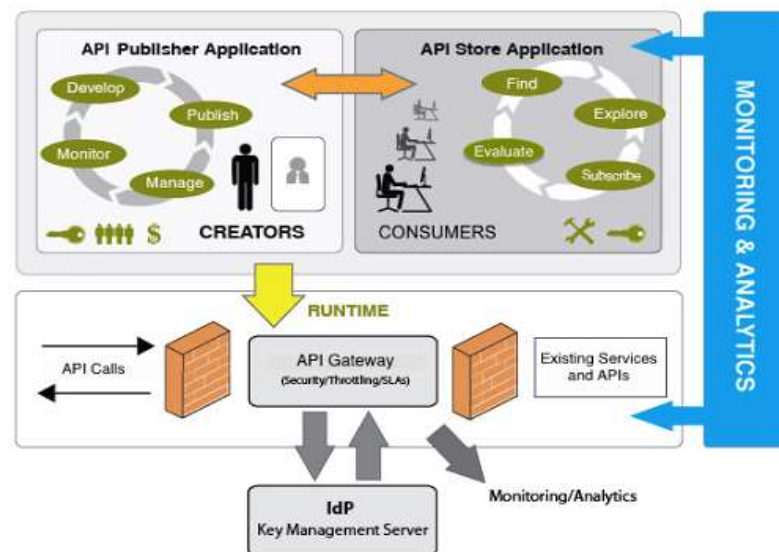 API Publisher Application
Develop
Publish
Monitor
Manage
$
CREATORS
API Store Application
Find
Explore
Evaluate
Subscribe
CONSUMERS
MONITORING & ANALYTICS
RUNTIME
API Calls
API Gateway
(Security/Throttling/SLAs)
Existing Services
and APIs
IdP
Key Management Server
Monitoring/Analytics